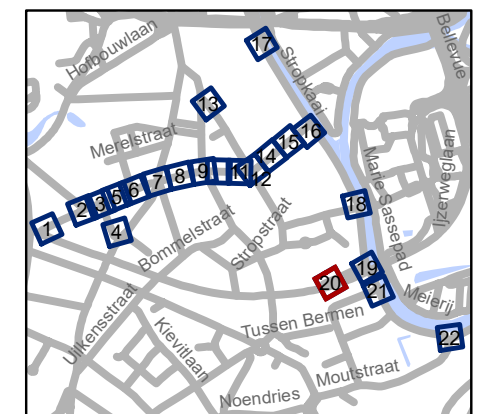 Hofbouwlaan
17
Stropkaai
Bellevue
13
Merelstraat
16
15
14
12
11
9
8
7
6
5
3
2
1
4
Marie Sassepad
Ijzerweglaan
Bommelstraat
Stropstraat
18
19
20
21
Meierij
Uilkensstraat
Tussen Bermen
22
Kievitlaan
Moutstraat
Noendries